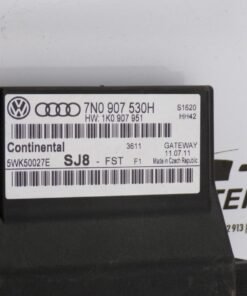 7N0 907 530H S1620
HW: 1K0 907 951 HH42
Continental 3611 GATEWAY
11.07.11
5WK50027E SJ8 - FST F1 Made in Czech Republic